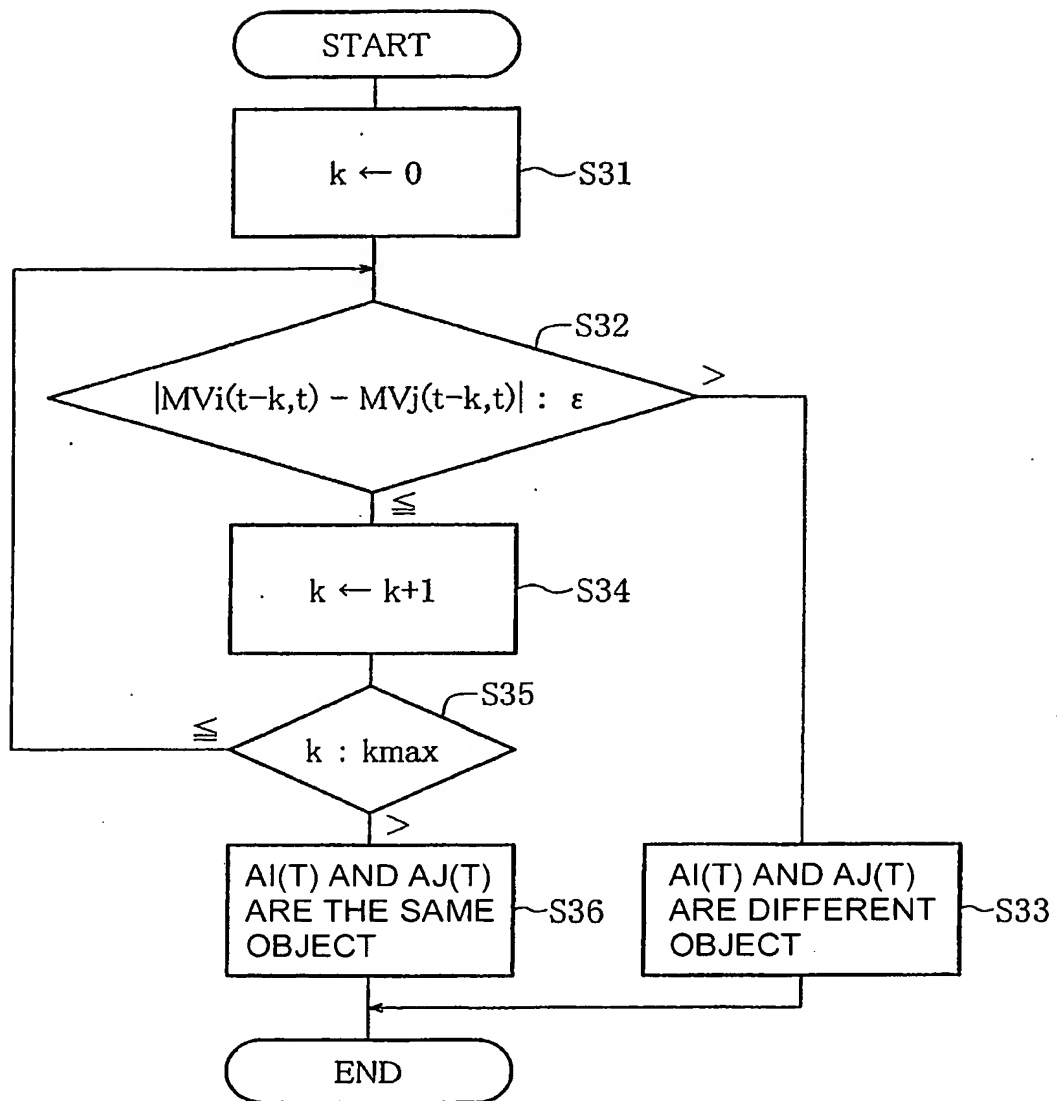 START
k ← 0
S31
S32
|MVi(t-k,t) - MVj(t-k,t)| : ε
>
≦
k ← k+1
S34
S35
≦
k : kmax
>
AI(T) AND AJ(T)
ARE THE SAME
OBJECT
S36
AI(T) AND AJ(T)
ARE DIFFERENT
OBJECT
S33
END